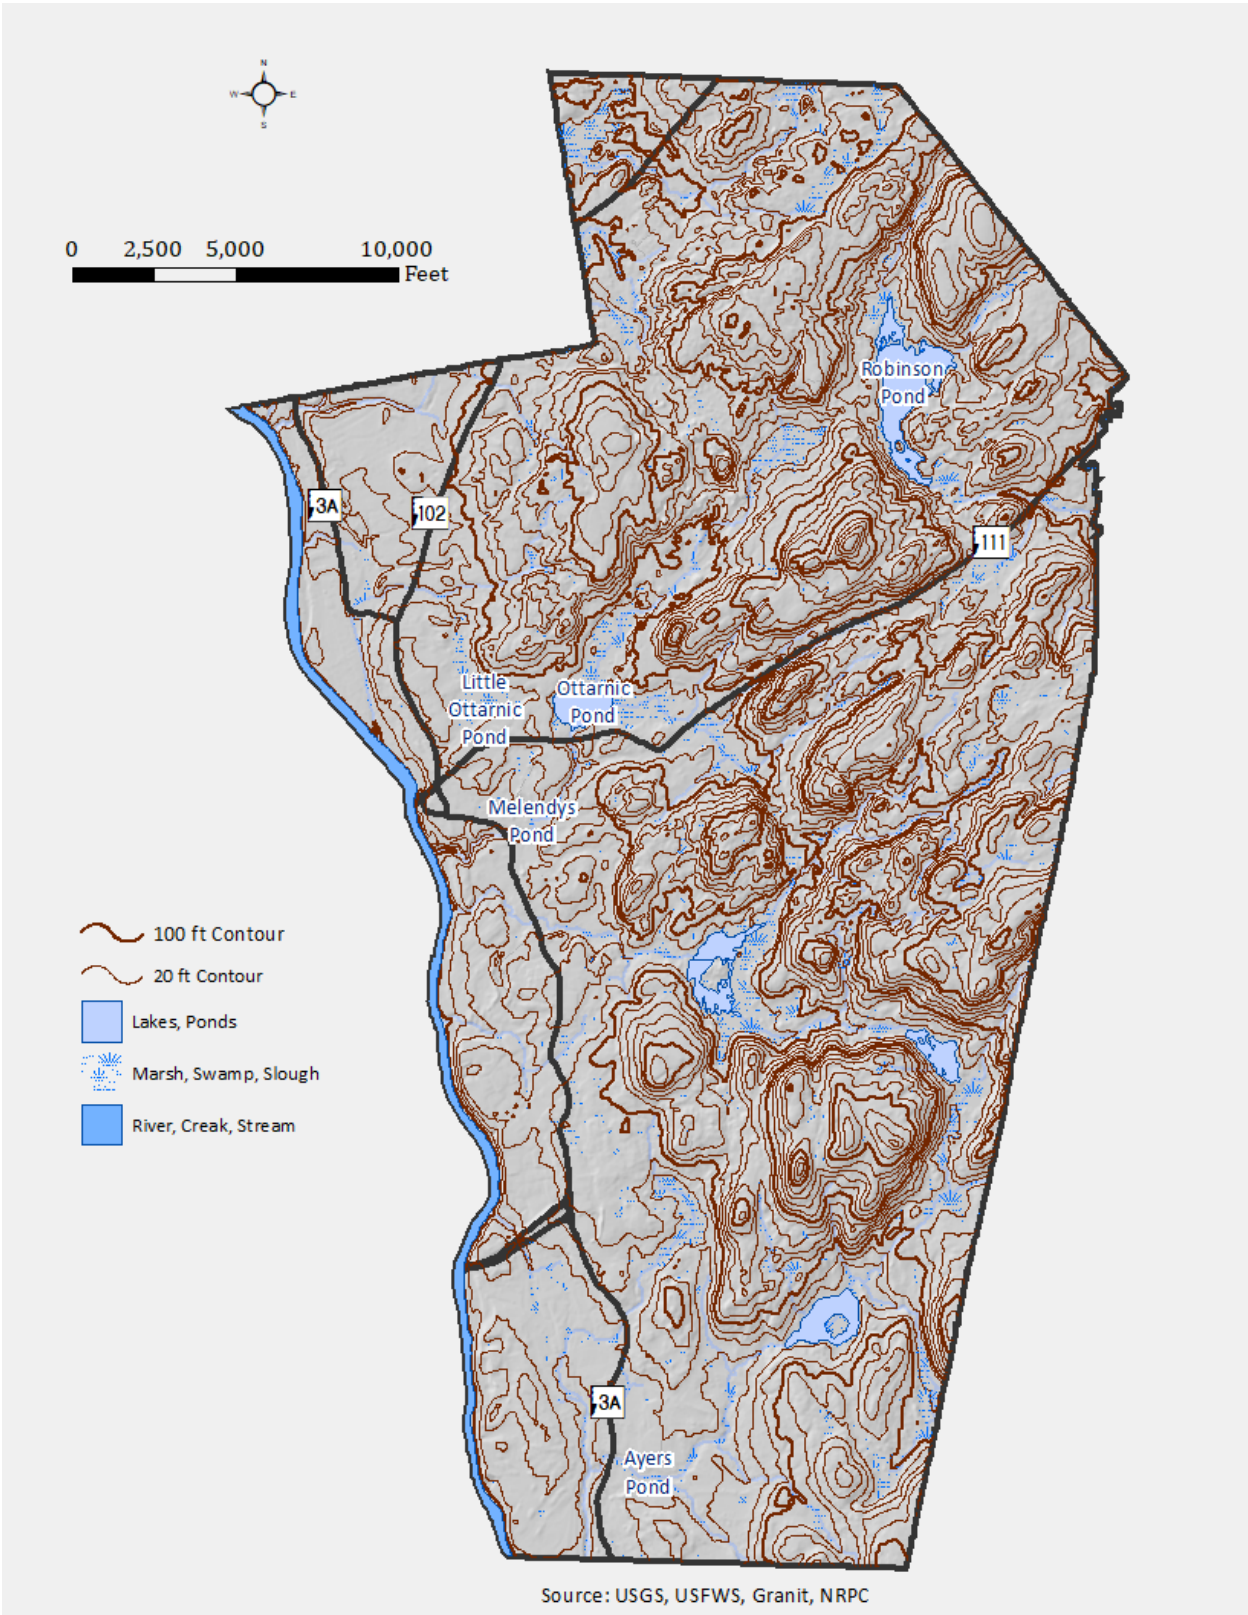 N
W E
S
0 2,500 5,000 10,000
Feet
Robinson
Pond
3A
102
111
Little
Ottarnic
Pond
Ottarnic
Pond
Melendys
Pond
100 ft Contour
20 ft Contour
Lakes, Ponds
Marsh, Swamp, Slough
River, Creak, Stream
3A
Ayers
Pond
Source: USGS, USFWS, Granit, NRPC